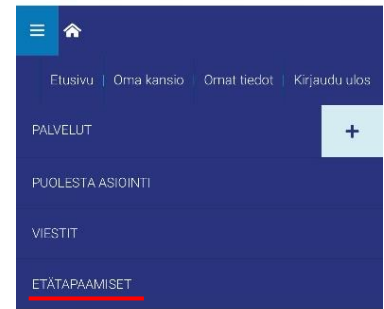 Etusivu | Oma kansio | Omat tiedot | Kirjaudu ulos
PALVELUT +
PUOLESTA ASIOINTI
VIESTIT
ETÄTAPAAMISET